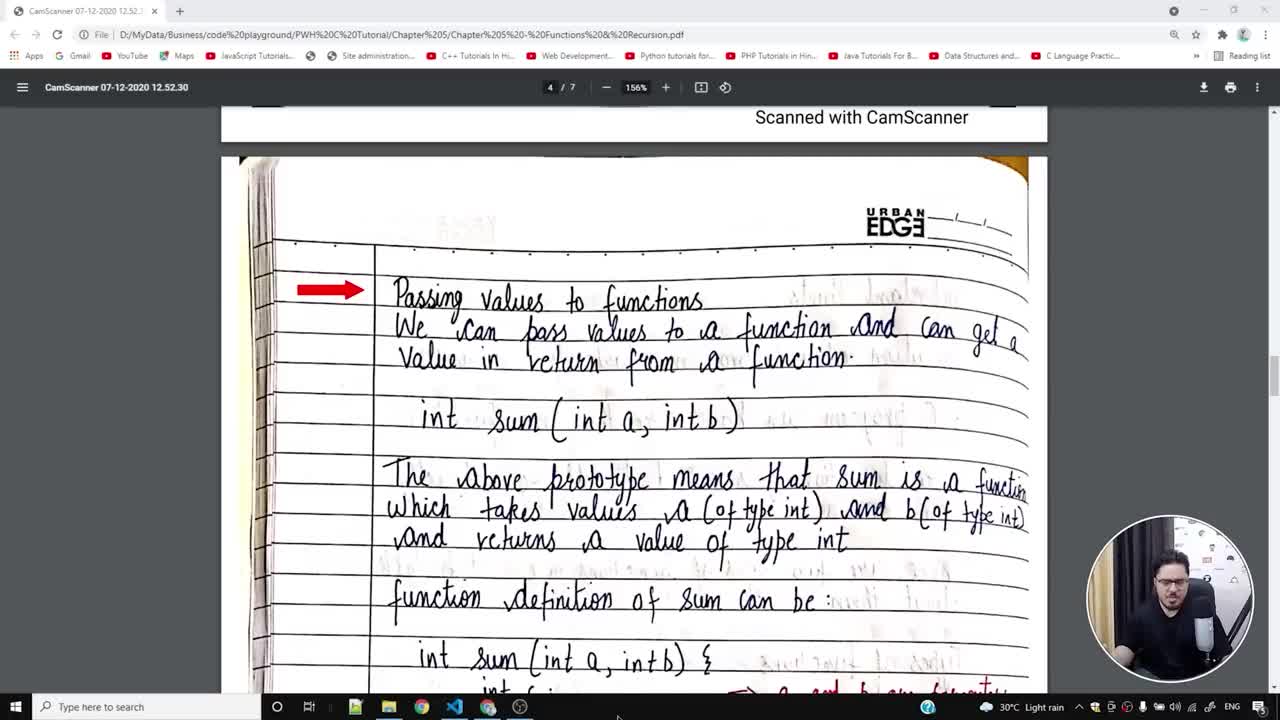 CamScanner 07-12-2020 12.52.3
File
D:/MyData/Business/code%20playground/PWH%20C%20Tutorial/Chapter%205/Chapter%205%20-%20Functions%20&%20Recursion.pdf
Apps Gmail YouTube Maps JavaScript Tutorials... Site administration... C++ Tutorials In Hi... Web Development... Python tutorials for... PHP Tutorials in Hin... Java Tutorials For B... Data Structures and... C Language Practic... » Reading list
CamScanner 07-12-2020 12.52.30
4 / 7
156%
Scanned with CamScanner
URBAN
EDGE
Passing values to functions
We can pass values to a function and can get a
value in return from a function.
int sum (int a, int b)
The above prototype means that sum is a function
which takes values a (of type int) and b (of type int)
and returns a value of type int
function definition of sum can be:
int sum (int a, int b) {
int c;
Type here to search
30°C Light rain
ENG